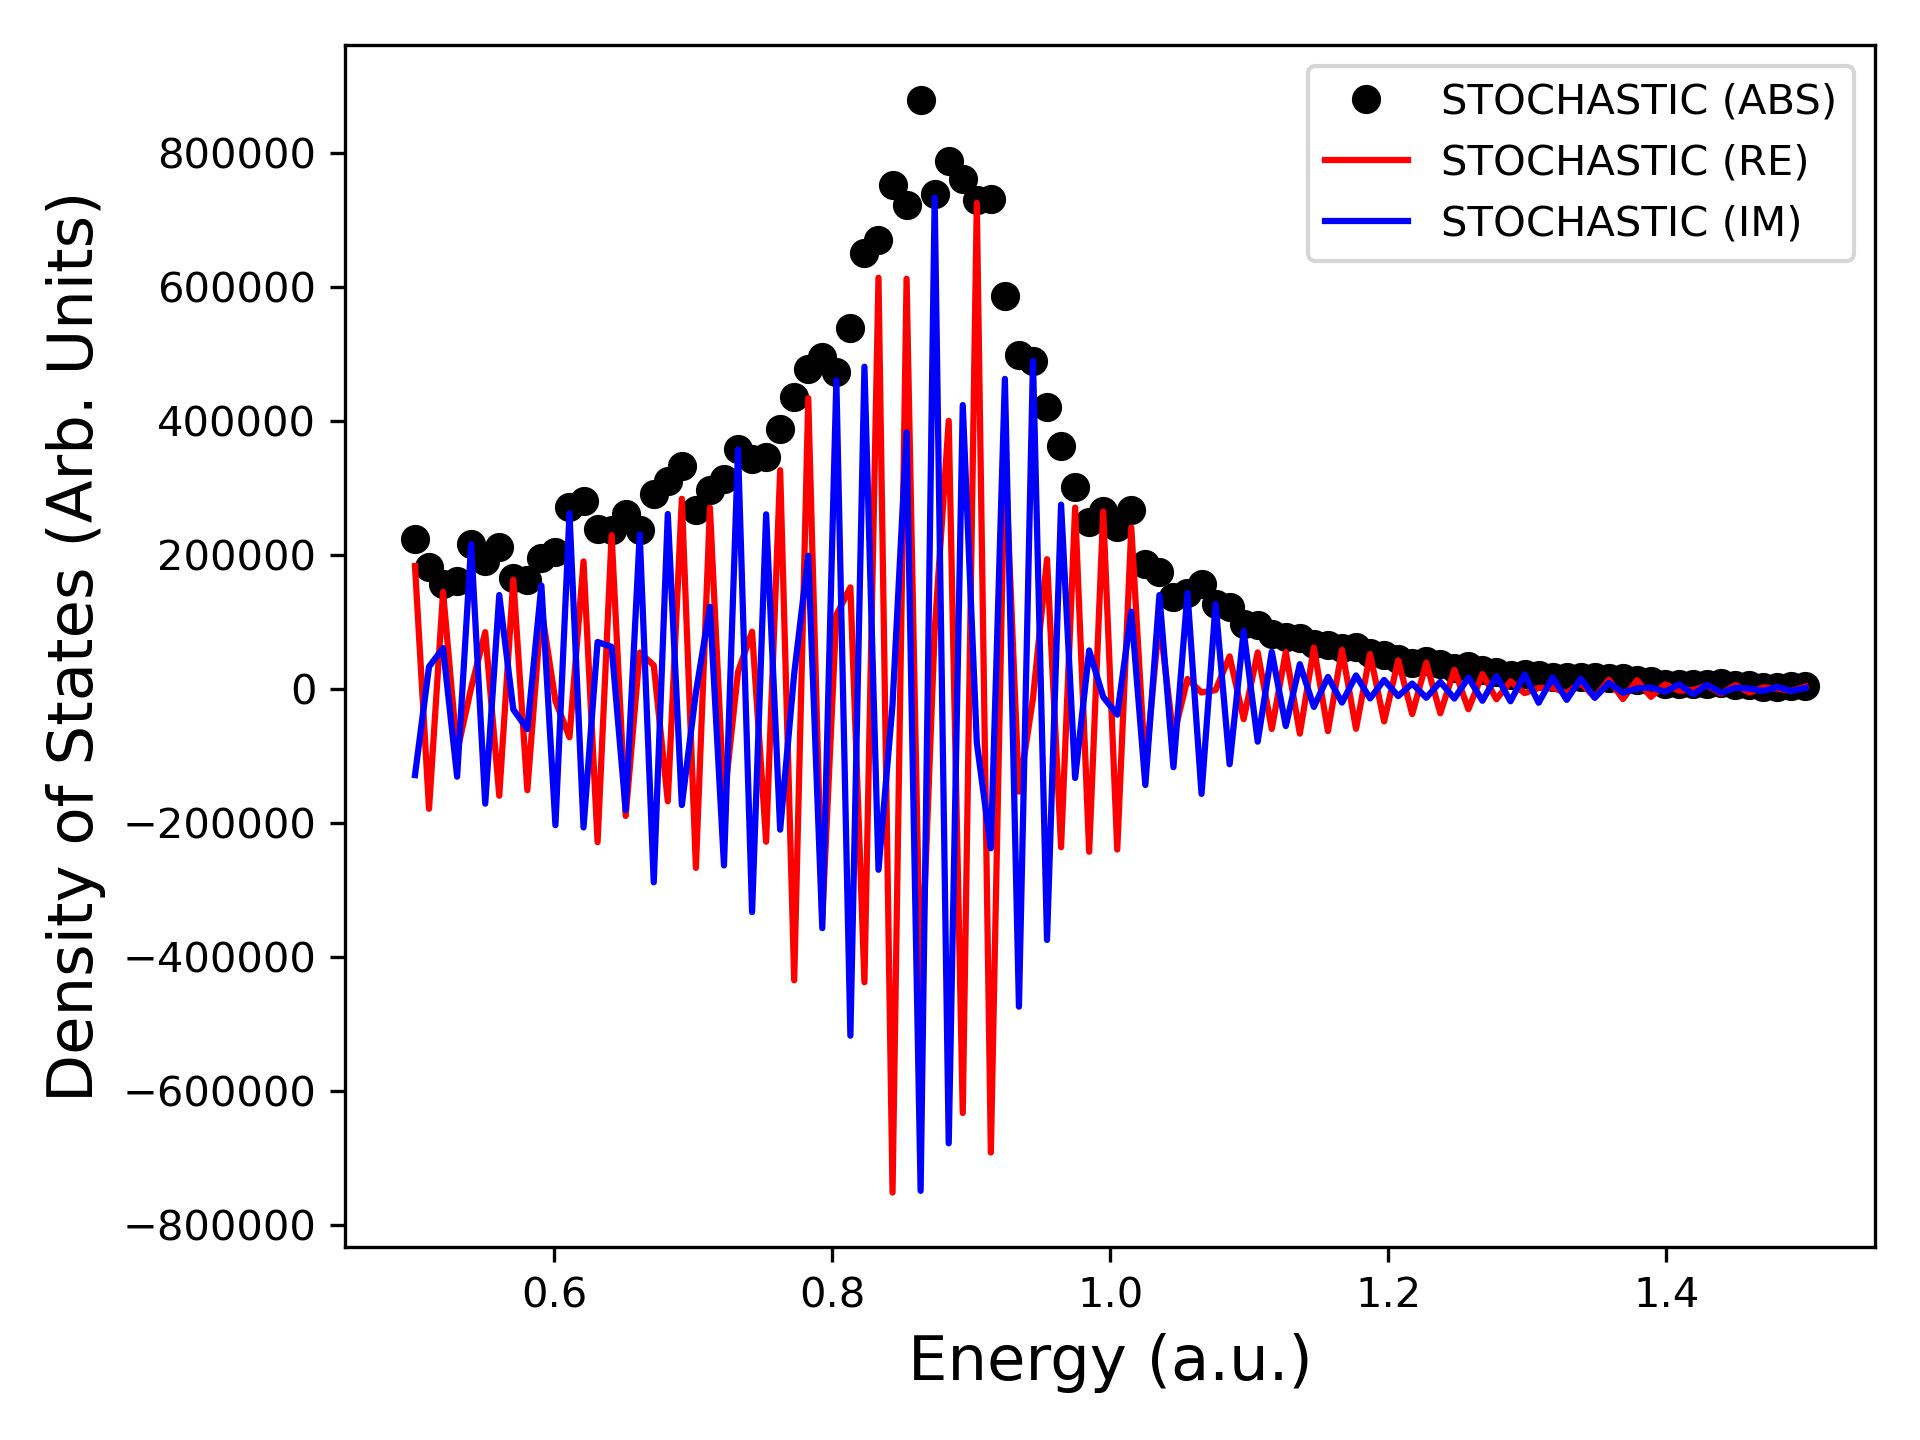 Density of States (Arb. Units)
800000
600000
400000
200000
0
−200000
−400000
−600000
−800000
STOCHASTIC (ABS)
STOCHASTIC (RE)
STOCHASTIC (IM)
0.6 0.8 1.0 1.2 1.4
Energy (a.u.)